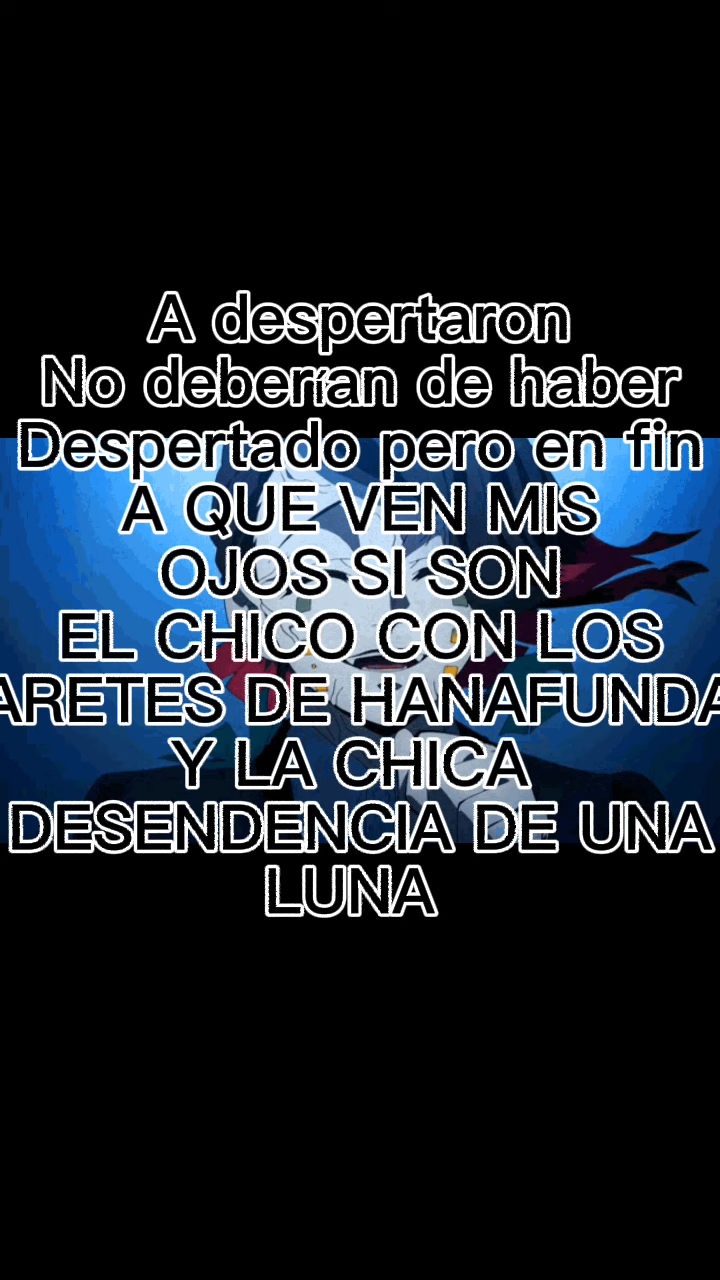 A despertaron
No deberían de haber
Despertado pero en fin
A QUE VEN MIS
OJOS SI SON
EL CHICO CON LOS
ARETES DE HANAFUNDA
Y LA CHICA
DESENDENCIA DE UNA
LUNA